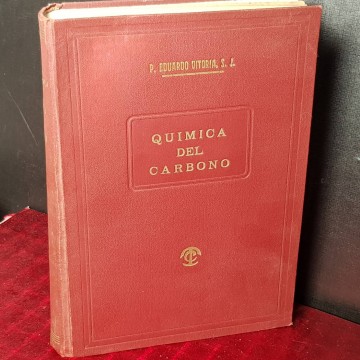 P. EDUARDO VITORIA, S. J.
QUIMICA
DEL
CARBONO